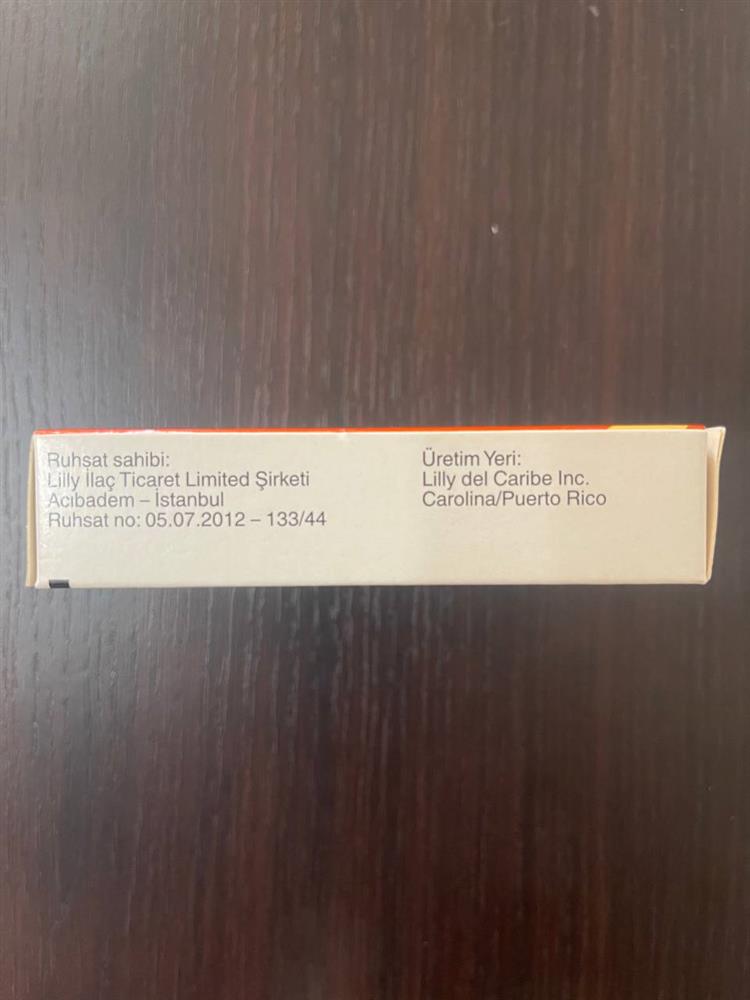 Ruhsat sahibi:
Lilly İlaç Ticaret Limited Şirketi
Acıbadem – İstanbul
Ruhsat no: 05.07.2012 – 133/44
Üretim Yeri:
Lilly del Caribe Inc.
Carolina/Puerto Rico